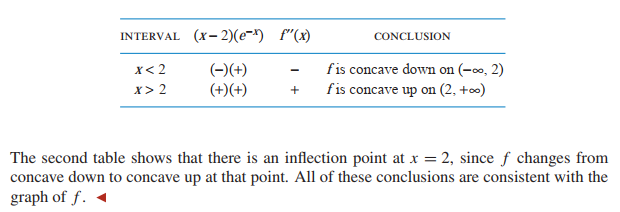 INTERVAL (x – 2)(e⁻ˣ) f″(x) CONCLUSION
x < 2 (–)(+) – f is concave down on (–∞, 2)
x > 2 (+)(+) + f is concave up on (2, +∞)
The second table shows that there is an inflection point at x = 2, since f changes from
concave down to concave up at that point. All of these conclusions are consistent with the
graph of f. ◄